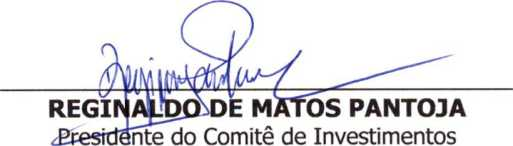 REGINALDO DE MATOS PANTOJA
Presidente do Comitê de Investimentos